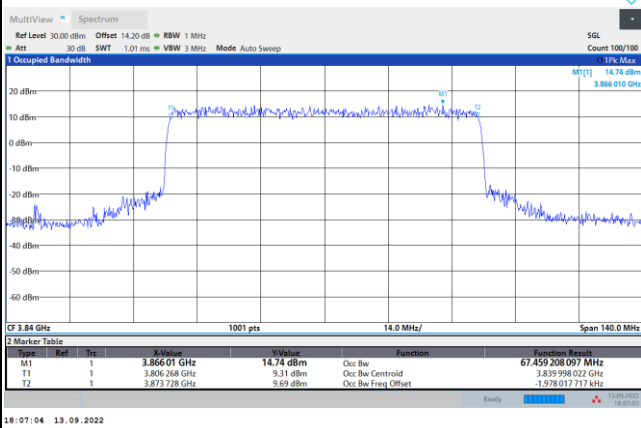 MultiView Spectrum
Ref Level 30.00 dBm Offset 14.20 dB RBW 1 MHz SGL
Att 30 dB SWT 1.01 ms VBW 3 MHz Mode Auto Sweep Count 100/100
1 Occupied Bandwidth 1Pk Max
M1[1] 14.74 dBm
3.866 010 GHz
20 dBm
M1
T1 T2
10 dBm
0 dBm
-10 dBm
-20 dBm
-30 dBm
-40 dBm
-50 dBm
-60 dBm
CF 3.84 GHz 1001 pts 14.0 MHz/ Span 140.0 MHz
2 Marker Table
Type Ref Trc X-Value Y-Value Function Function Result
M1 1 3.866 01 GHz 14.74 dBm Occ Bw 67.459 208 097 MHz
T1 1 3.806 268 GHz 9.31 dBm Occ Bw Centroid 3.839 998 022 GHz
T2 1 3.873 728 GHz 9.69 dBm Occ Bw Freq Offset -1.978 017 717 kHz
Ready 13.09.2022
18:07:03
18:07:04 13.09.2022